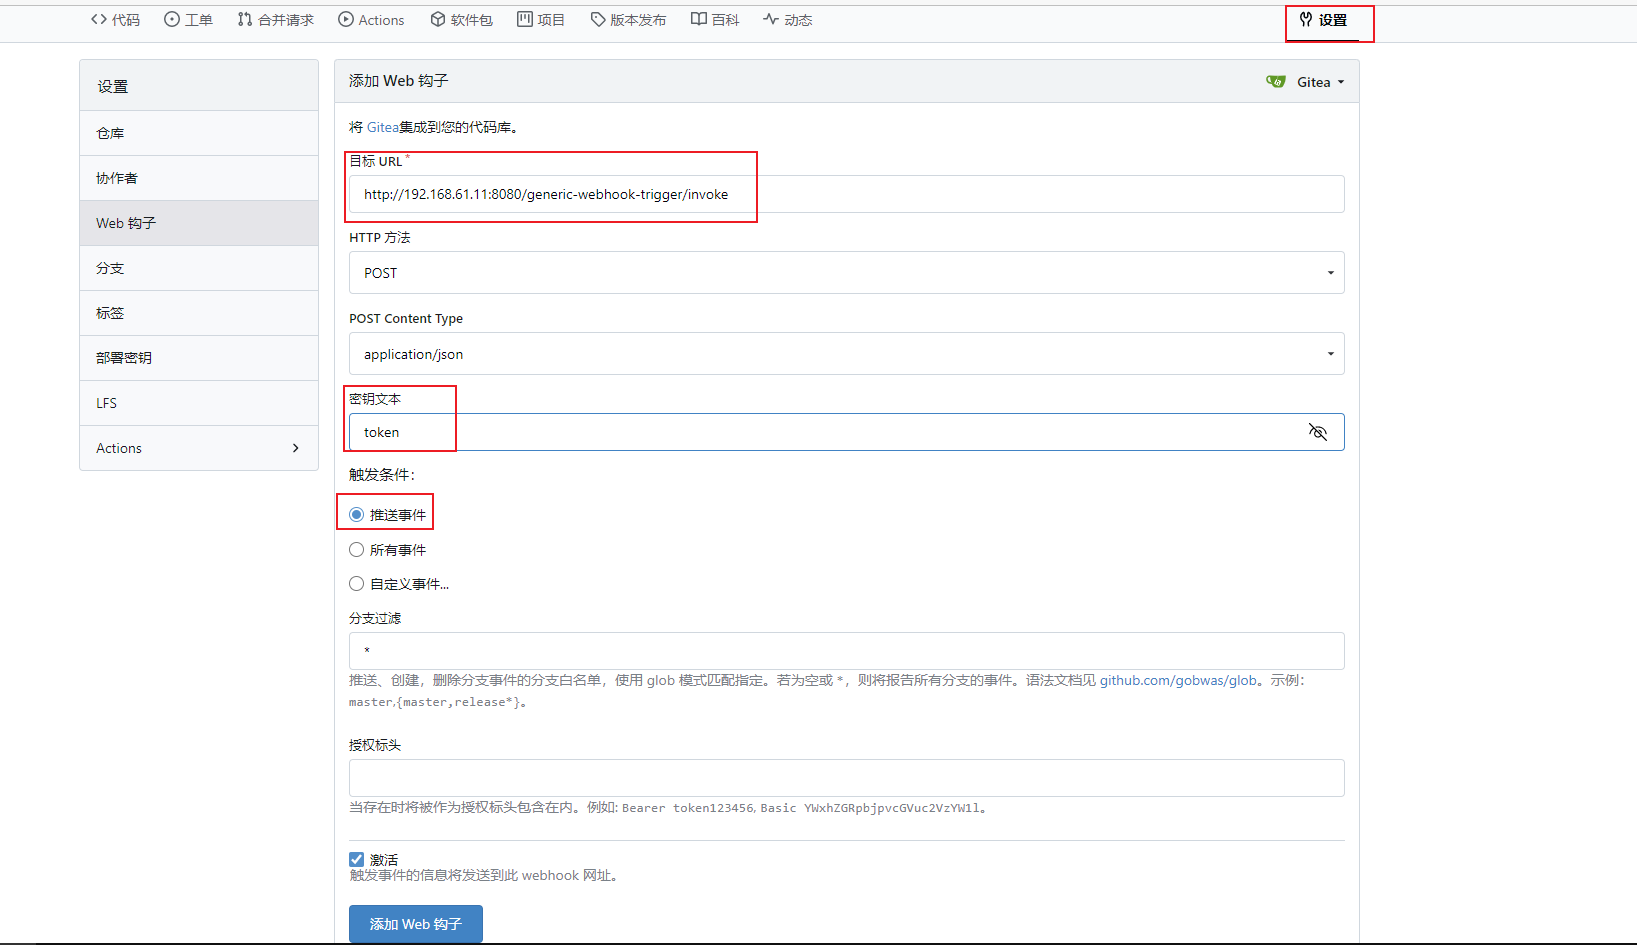 代码 工单 合并请求 Actions 软件包 项目 版本发布 百科 动态 设置
设置
仓库
协作者
Web 钩子
分支
标签
部署密钥
LFS
Actions
添加 Web 钩子
Gitea
将 Gitea集成到您的代码库。
目标 URL*
http://192.168.61.11:8080/generic-webhook-trigger/invoke
HTTP 方法
POST
POST Content Type
application/json
密钥文本
token
触发条件：
推送事件
所有事件
自定义事件...
分支过滤
*
推送、创建，删除分支事件的分支白名单，使用 glob 模式匹配指定。若为空或 *，则将报告所有分支的事件。语法文档见 github.com/gobwas/glob。示例：
master,{master,release*}。
授权标头
当存在时将被作为授权标头包含在内。例如: Bearer token123456, Basic YWxhZGRpbjpvcGVuc2VzYW1l。
激活
触发事件的信息将发送到此 webhook 网址。
添加 Web 钩子